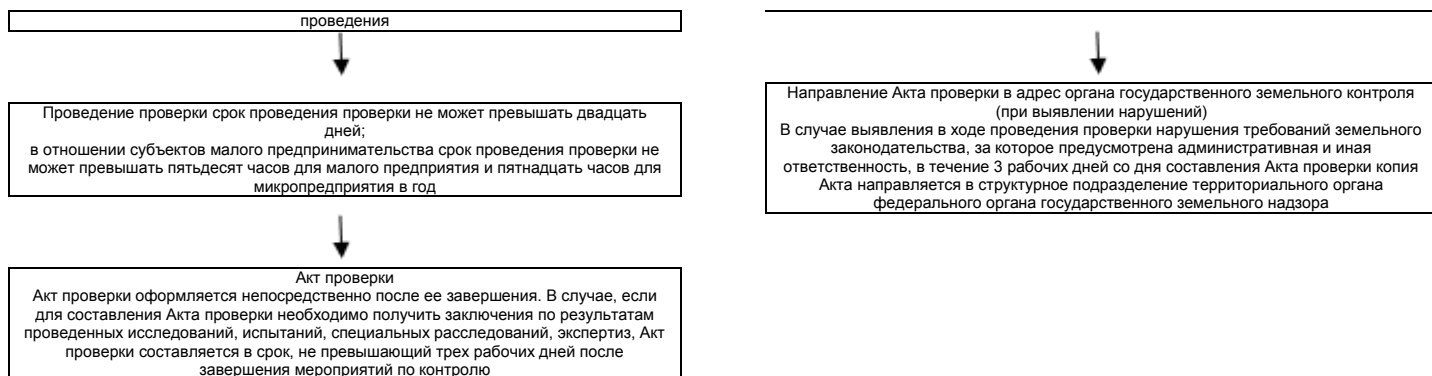 проведения
Проведение проверки срок проведения проверки не может превышать двадцать
дней;
в отношении субъектов малого предпринимательства срок проведения проверки не
может превышать пятьдесят часов для малого предприятия и пятнадцать часов для
микропредприятия в год
Акт проверки
Акт проверки оформляется непосредственно после ее завершения. В случае, если
для составления Акта проверки необходимо получить заключения по результатам
проведенных исследований, испытаний, специальных расследований, экспертиз, Акт
проверки составляется в срок, не превышающий трех рабочих дней после
завершения мероприятий по контролю
Направление Акта проверки в адрес органа государственного земельного контроля
(при выявлении нарушений)
В случае выявления в ходе проведения проверки нарушения требований земельного
законодательства, за которое предусмотрена административная и иная
ответственность, в течение 3 рабочих дней со дня составления Акта проверки копия
Акта направляется в структурное подразделение территориального органа
федерального органа государственного земельного надзора